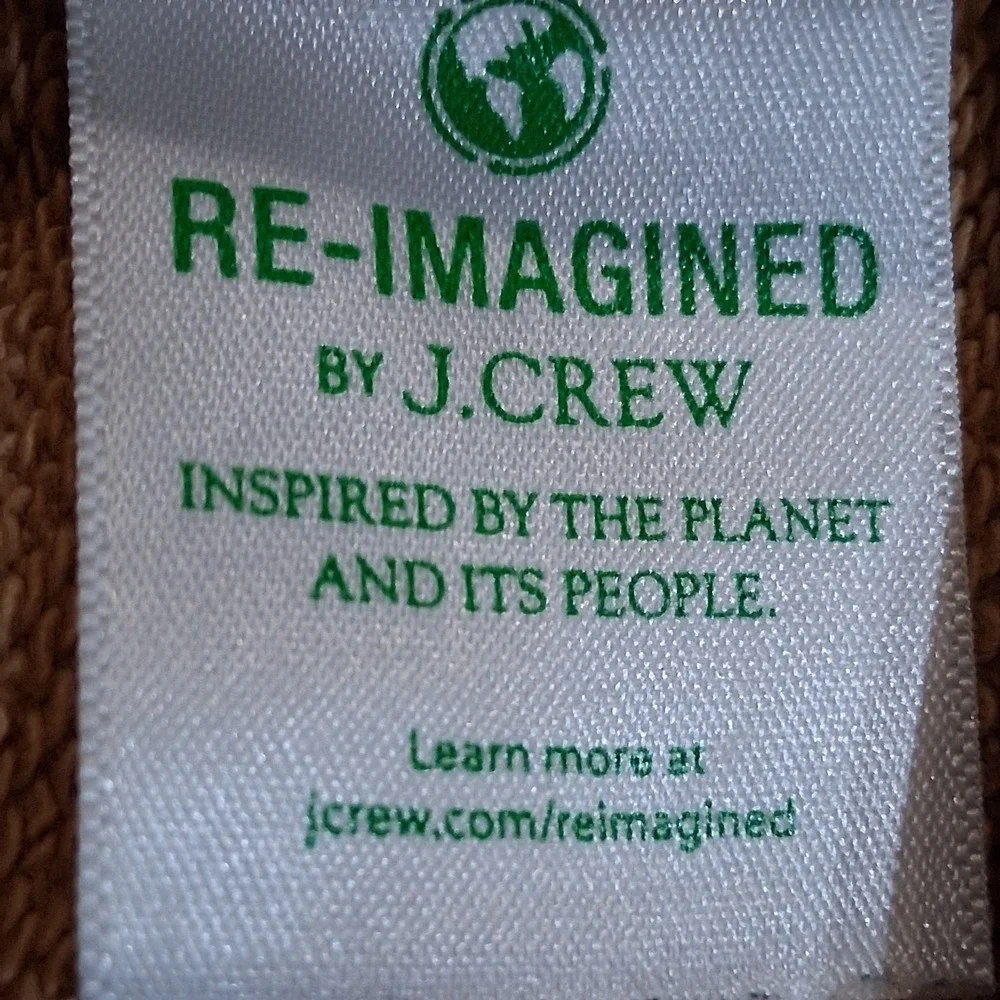 RE-IMAGINED
BY J.CREW
INSPIRED BY THE PLANET
AND ITS PEOPLE.
Learn more at
jcrew.com/reimagined